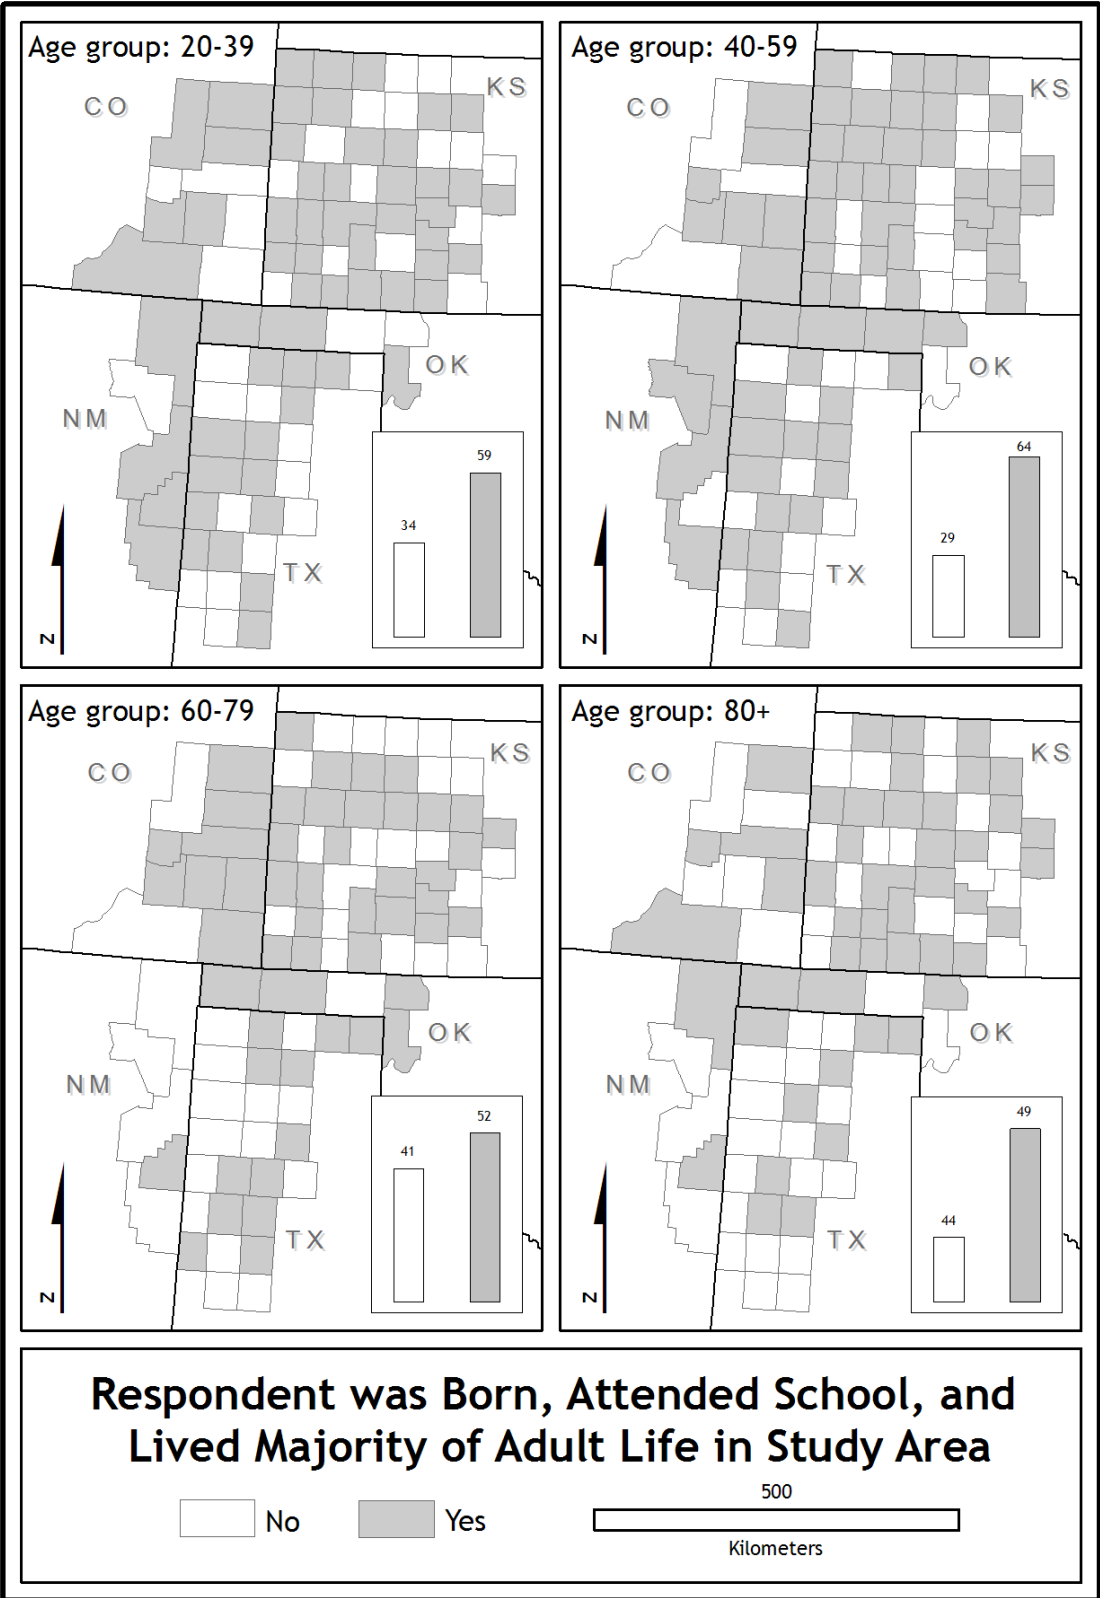 Age group: 20-39
CO
KS
OK
NM
TX
N
34
59
Age group: 40-59
CO
KS
OK
NM
TX
N
29
64
Age group: 60-79
CO
KS
OK
NM
TX
N
41
52
Age group: 80+
CO
KS
OK
NM
TX
N
44
49
Respondent was Born, Attended School, and
Lived Majority of Adult Life in Study Area
No
Yes
500
Kilometers